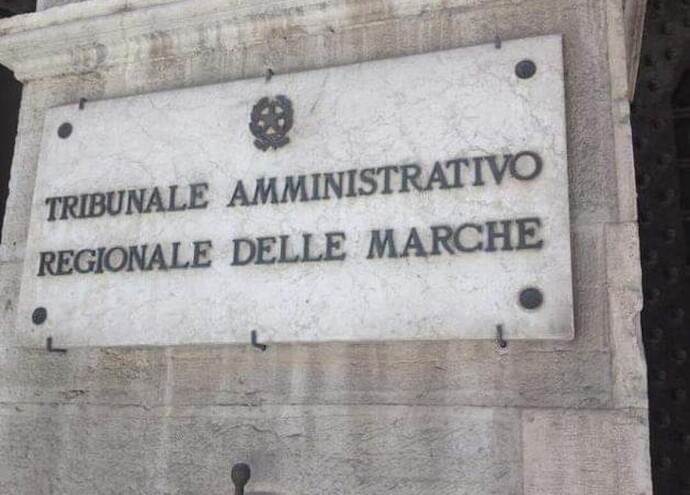 TRIBUNALE AMMINISTRATIVO
REGIONALE DELLE MARCHE